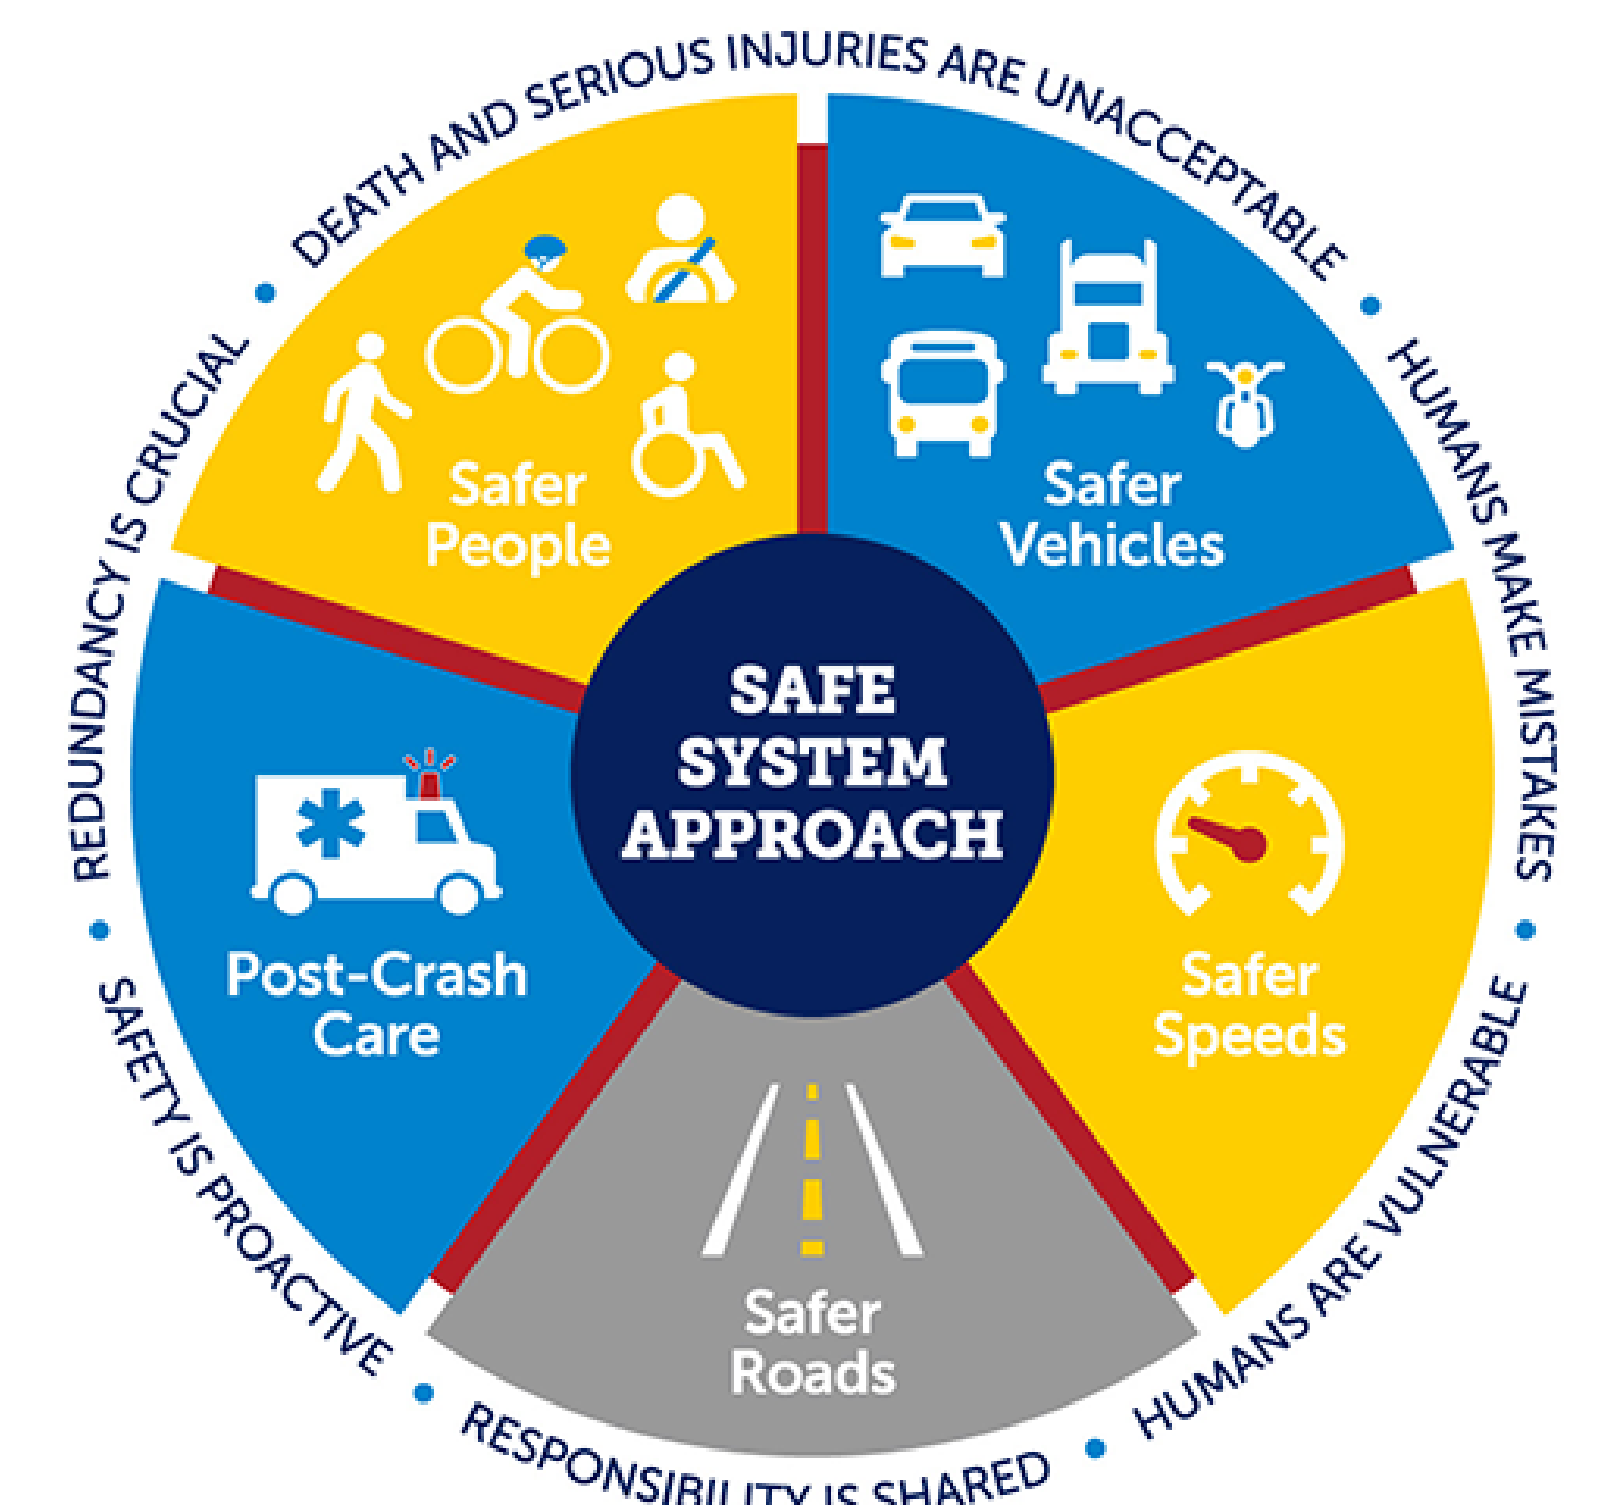 DEATH AND SERIOUS INJURIES ARE UNACCEPTABLE
HUMANS MAKE MISTAKES
HUMANS ARE VULNERABLE
RESPONSIBILITY IS SHARED
SAFETY IS PROACTIVE
REDUNDANCY IS CRUCIAL
Safer
People
Safer
Vehicles
SAFE
SYSTEM
APPROACH
Post-Crash
Care
Safer
Speeds
Safer
Roads